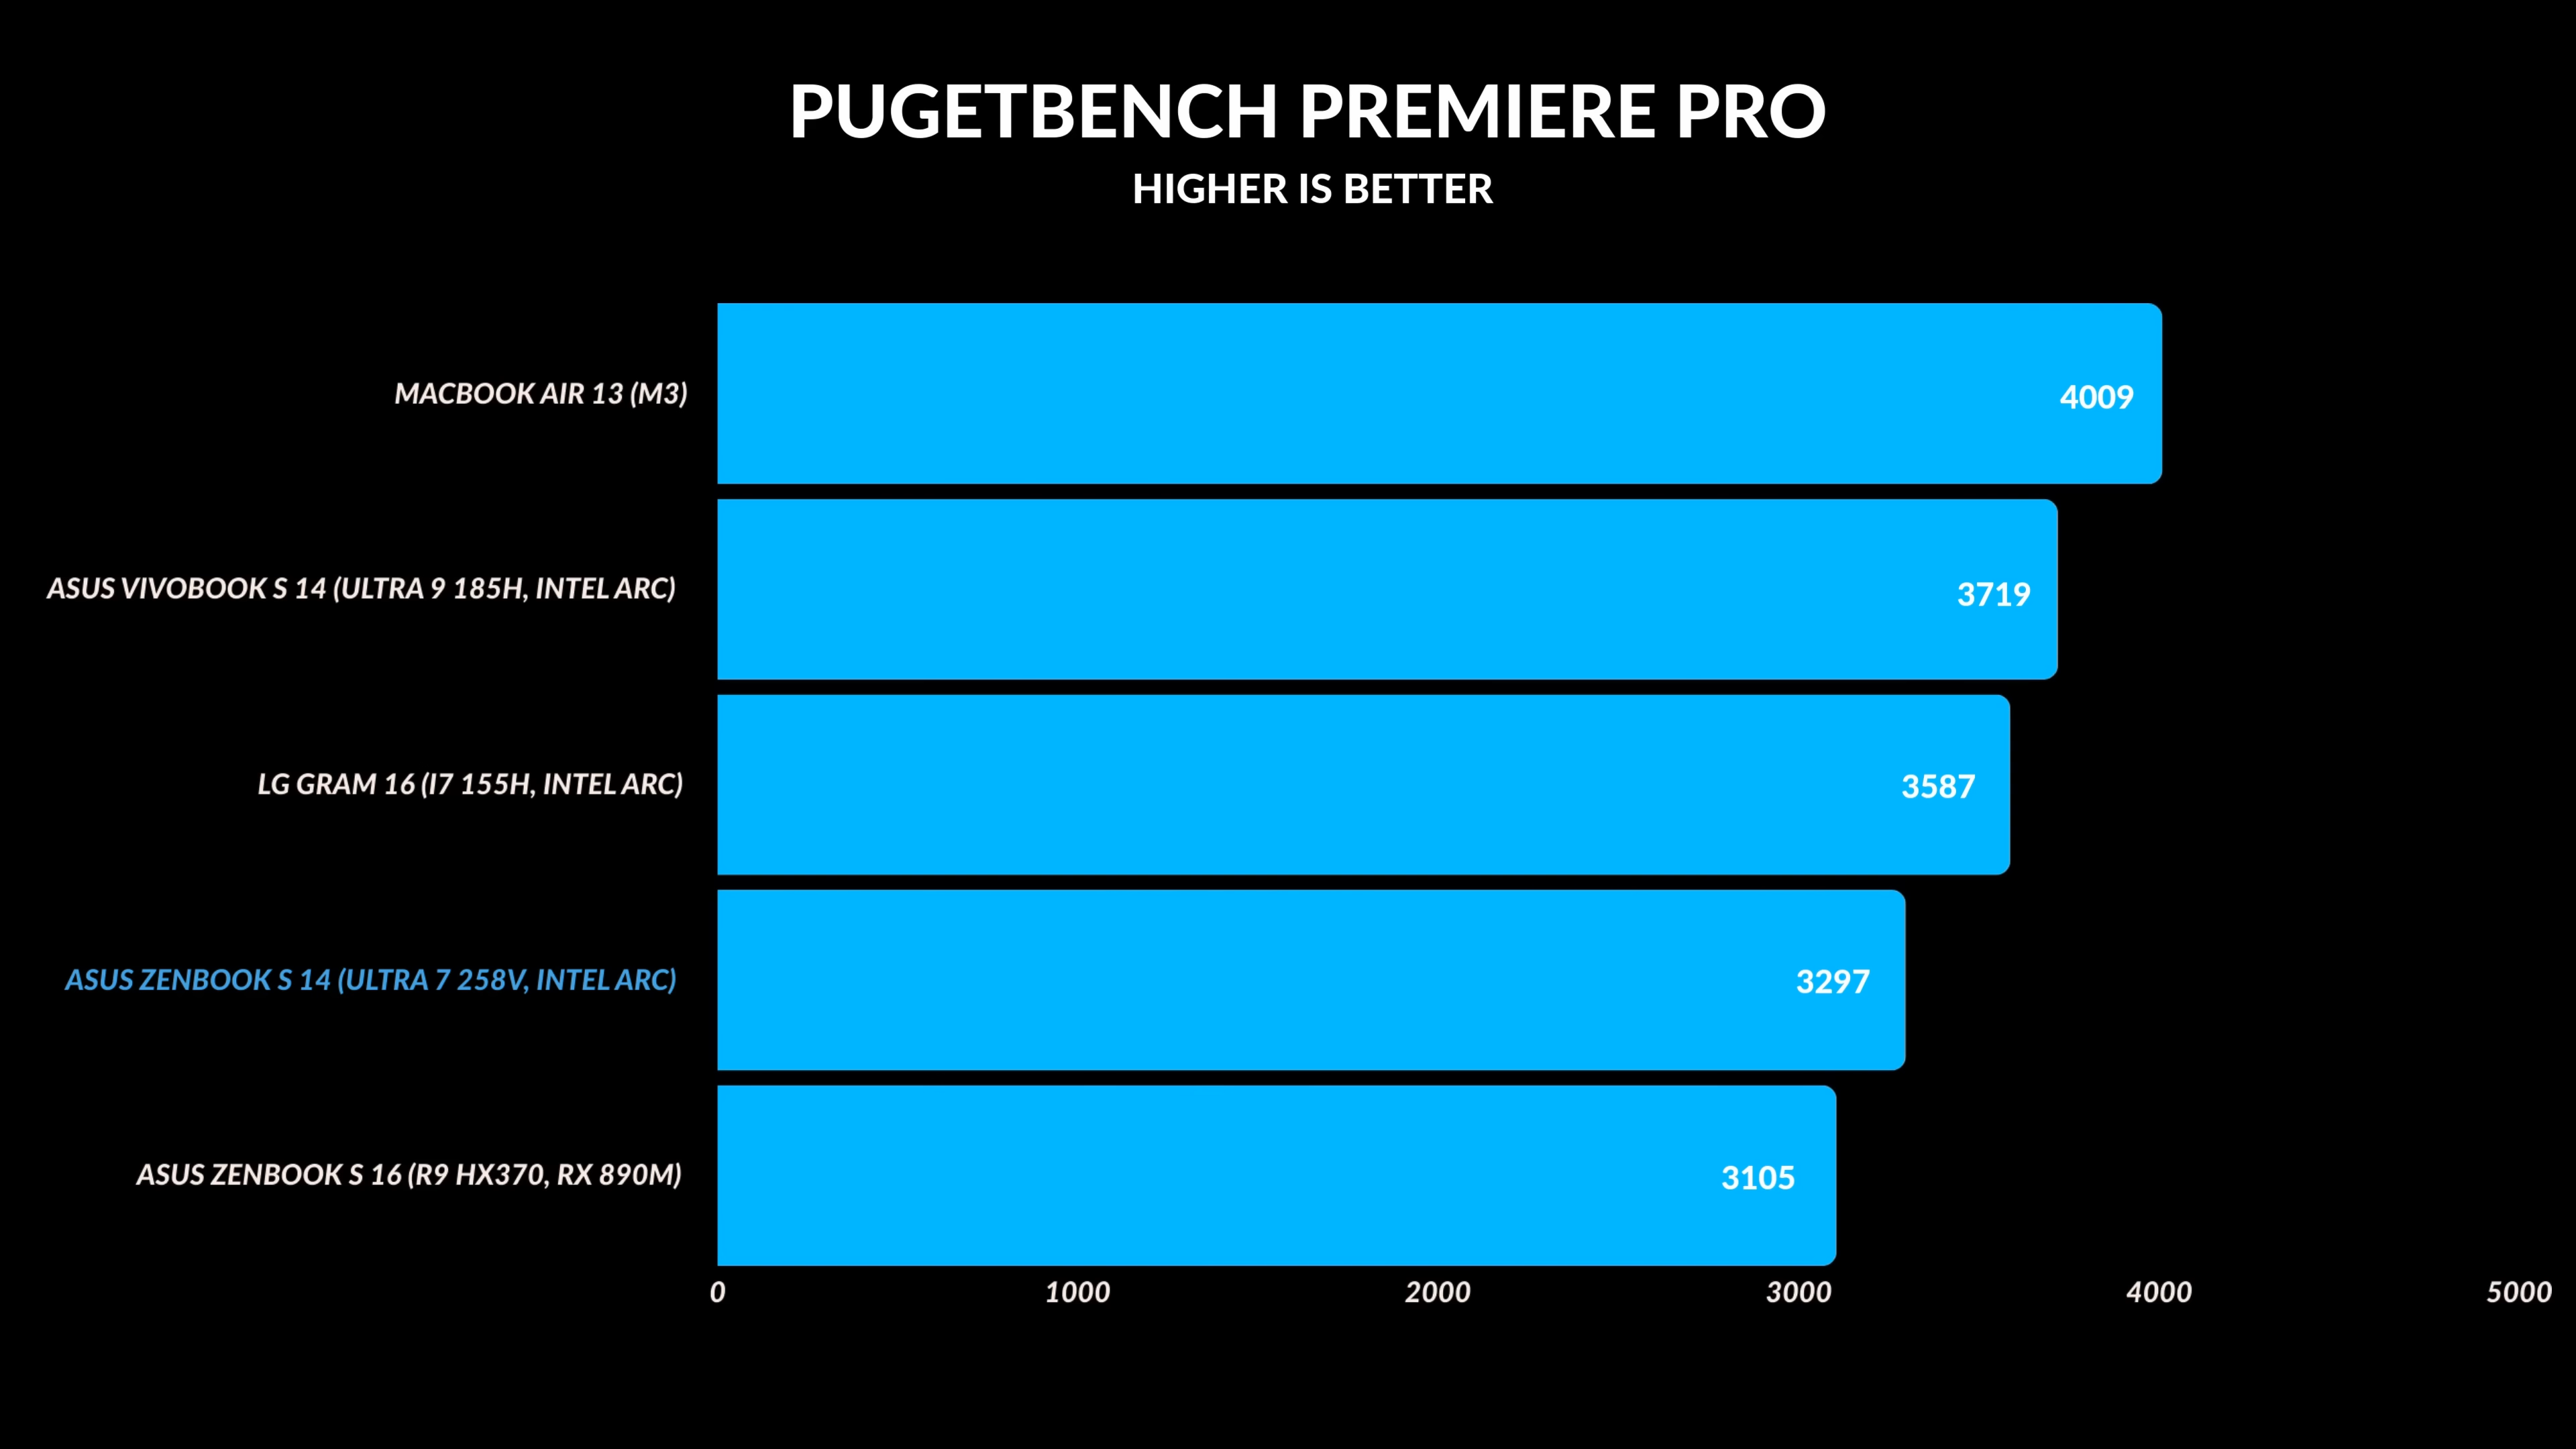 PUGETBENCH PREMIERE PRO
HIGHER IS BETTER
MACBOOK AIR 13 (M3)
4009
ASUS VIVOBOOK S 14 (ULTRA 9 185H, INTEL ARC)
3719
LG GRAM 16 (I7 155H, INTEL ARC)
3587
ASUS ZENBOOK S 14 (ULTRA 7 258V, INTEL ARC)
3297
ASUS ZENBOOK S 16 (R9 HX370, RX 890M)
3105
0 1000 2000 3000 4000 5000